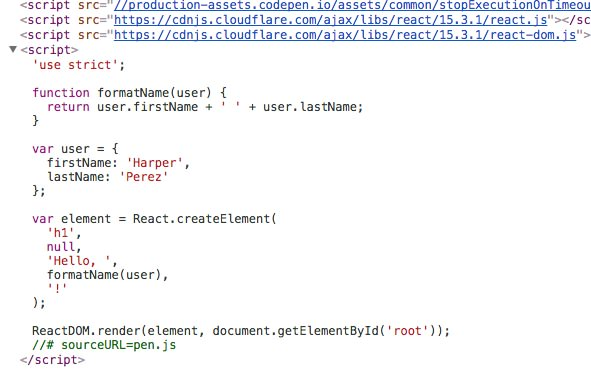 <script src="//production-assets.codepen.io/assets/common/stopExecutionOnTimeou
<script src="https://cdnjs.cloudflare.com/ajax/libs/react/15.3.1/react.js"></sc
<script src="https://cdnjs.cloudflare.com/ajax/libs/react/15.3.1/react-dom.js">
▼<script>
'use strict';
function formatName(user) {
return user.firstName + ' ' + user.lastName;
}
var user = {
firstName: 'Harper',
lastName: 'Perez'
};
var element = React.createElement(
'h1',
null,
'Hello, ',
formatName(user),
'!'
);
ReactDOM.render(element, document.getElementById('root'));
//# sourceURL=pen.js
</script>